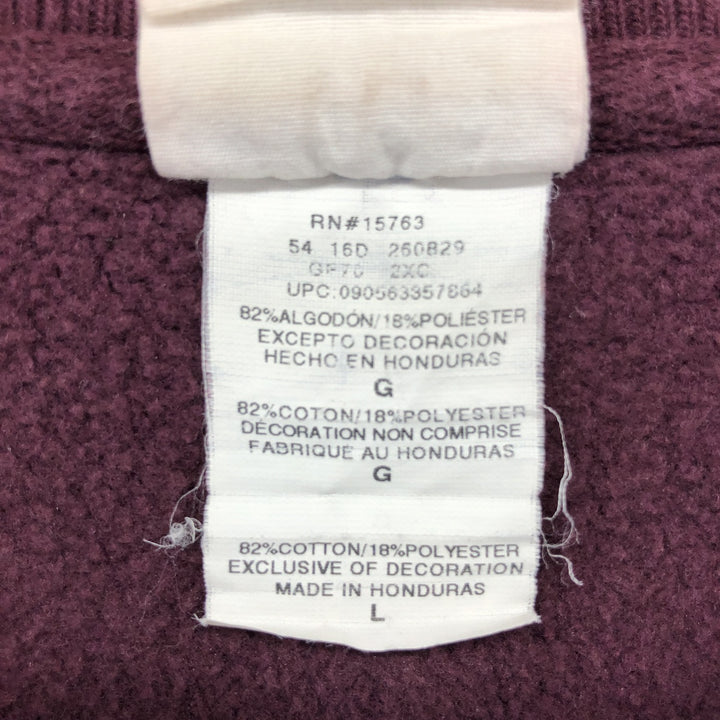 RN#15763
54 16D 260829
GF70 2XC
UPC:090563357864
82%ALGODÓN/18%POLIÉSTER
EXCEPTO DECORACIÓN
HECHO EN HONDURAS
G
82%COTON/18%POLYESTER
DÉCORATION NON COMPRISE
FABRIQUÉ AU HONDURAS
G
82%COTTON/18%POLYESTER
EXCLUSIVE OF DECORATION
MADE IN HONDURAS
L